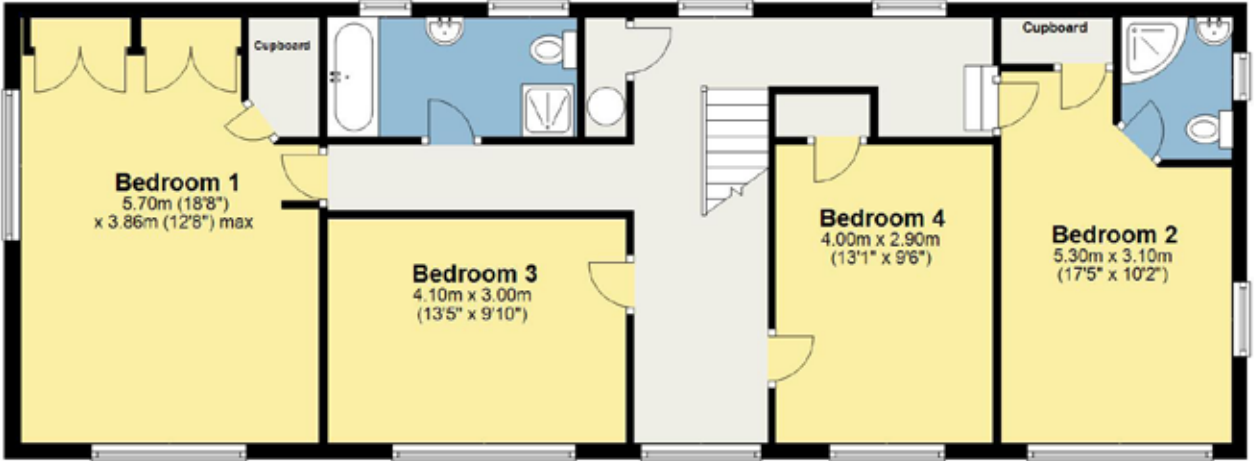 Cupboard
Cupboard
Bedroom 1
5.70m (18'8")
x 3.86m (12'8") max
Bedroom 4
4.00m x 2.90m
(13'1" x 9'6")
Bedroom 2
5.30m x 3.10m
(17'5" x 10'2")
Bedroom 3
4.10m x 3.00m
(13'5" x 9'10")